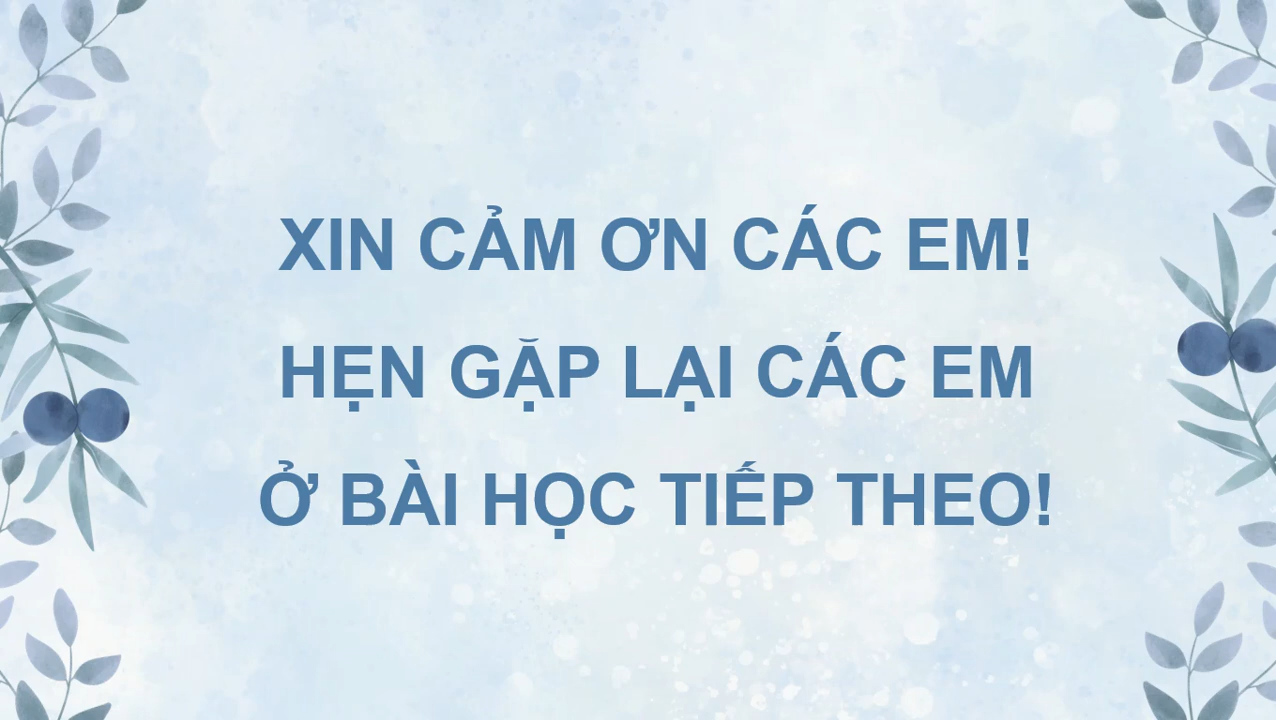 XIN CẢM ƠN CÁC EM!
HẸN GẶP LẠI CÁC EM
Ở BÀI HỌC TIẾP THEO!